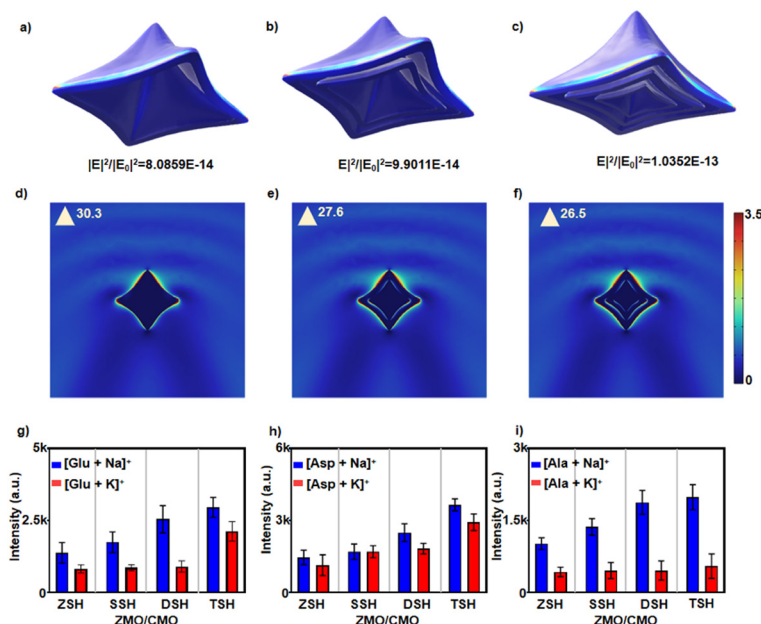 a) b) c)
|E|²/|E₀|²=8.0859E-14 E|²/|E₀|²=9.9011E-14 E|²/|E₀|²=1.0352E-13
d) e) f)
30.3 27.6 26.5 3.5
0
g) h) i)
5k 6k 3k
[Glu + Na]⁺ [Asp + Na]⁺ [Ala + Na]⁺
[Glu + K]⁺ [Asp + K]⁺ [Ala + K]⁺
Intensity (a.u.) Intensity (a.u.) Intensity (a.u.)
2.5k 3k 1.5k
0 0 0
ZSH SSH DSH TSH ZSH SSH DSH TSH ZSH SSH DSH TSH
ZMO/CMO ZMO/CMO ZMO/CMO